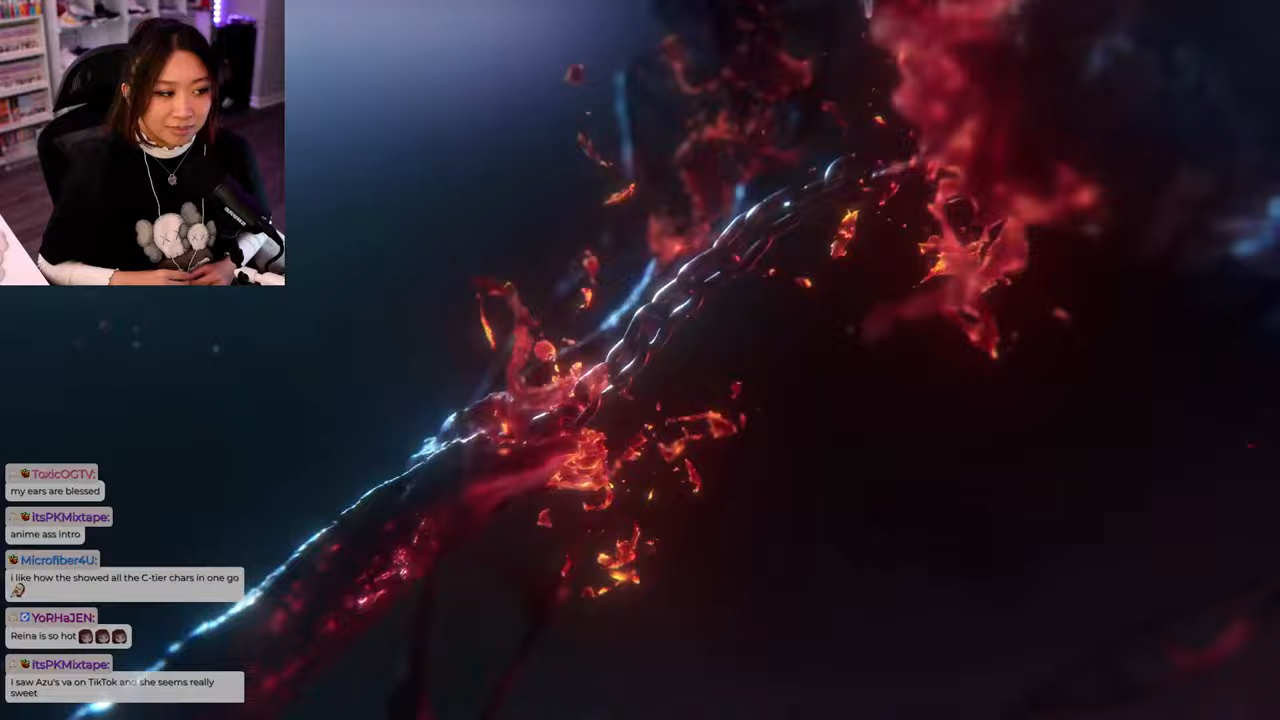 ToxicOGTV:
my ears are blessed
itsPKMixtape:
anime ass intro
Microfiber4U:
i like how the showed all the C-tier chars in one go
YoRHaJEN:
Reina is so hot
itsPKMixtape:
I saw Azu's va on TikTok and she seems really
sweet